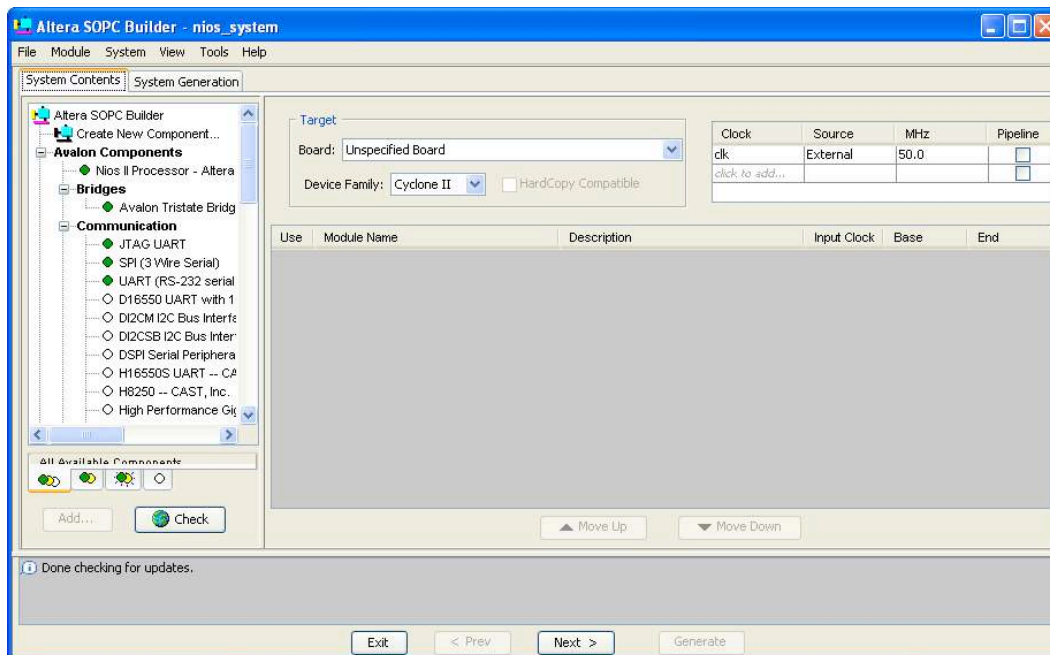 Altera SOPC Builder - nios_system
File Module System View Tools Help
System Contents System Generation
Altera SOPC Builder
Create New Component...
Avalon Components
Nios II Processor - Altera
Bridges
Avalon Tristate Bridg
Communication
JTAG UART
SPI (3 Wire Serial)
UART (RS-232 serial
D16550 UART with 1
DI2CM I2C Bus Interfa
DI2CSB I2C Bus Inter
DSPI Serial Periphera
H16550S UART -- CA
H8250 -- CAST, Inc.
High Performance Gig
All Available Components
Add... Check
Target
Board: Unspecified Board
Device Family: Cyclone II HardCopy Compatible
Clock Source MHz Pipeline
clk External 50.0
click to add...
Use Module Name Description Input Clock Base End
Move Up Move Down
Done checking for updates.
Exit < Prev Next > Generate